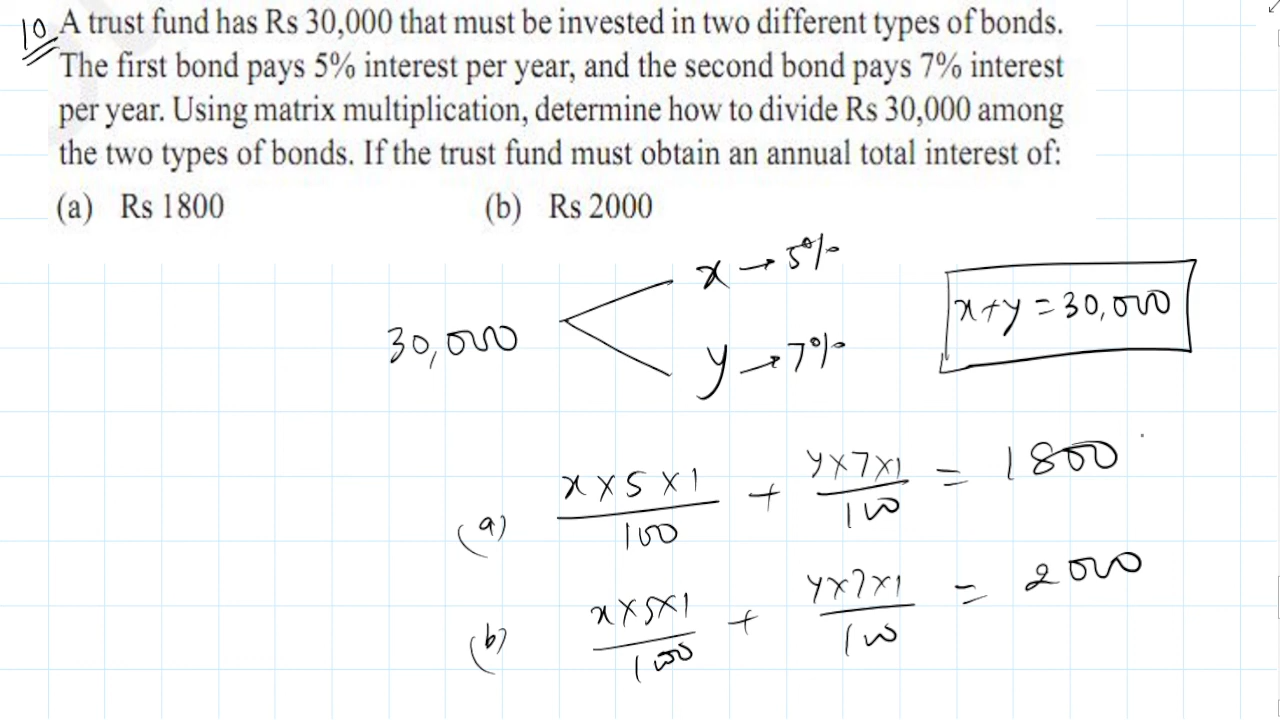 10 A trust fund has Rs 30,000 that must be invested in two different types of bonds.
The first bond pays 5% interest per year, and the second bond pays 7% interest
per year. Using matrix multiplication, determine how to divide Rs 30,000 among
the two types of bonds. If the trust fund must obtain an annual total interest of:
(a) Rs 1800 (b) Rs 2000
x → 5%
30,000
y → 7%
x+y = 30,000
(a) x×5×1/100 + y×7×1/100 = 1800
(b) x×5×1/100 + y×7×1/100 = 2000